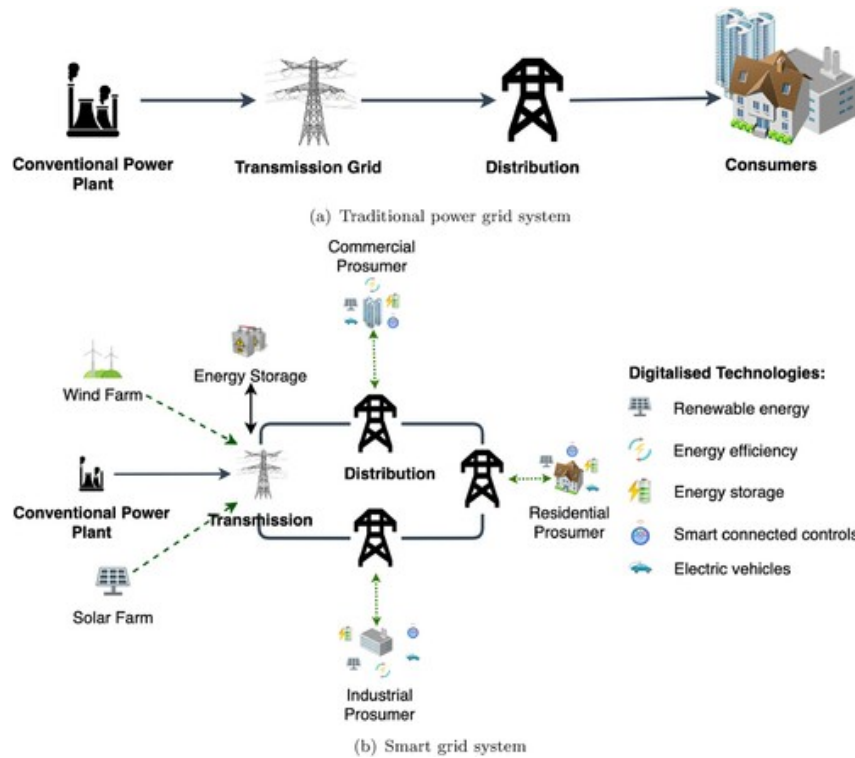 Conventional Power
Plant
Transmission Grid
Distribution
Consumers
(a) Traditional power grid system
Commercial
Prosumer
Wind Farm
Energy Storage
Conventional Power
Plant
Transmission
Distribution
Solar Farm
Residential
Prosumer
Industrial
Prosumer
Digitalised Technologies:
Renewable energy
Energy efficiency
Energy storage
Smart connected controls
Electric vehicles
(b) Smart grid system